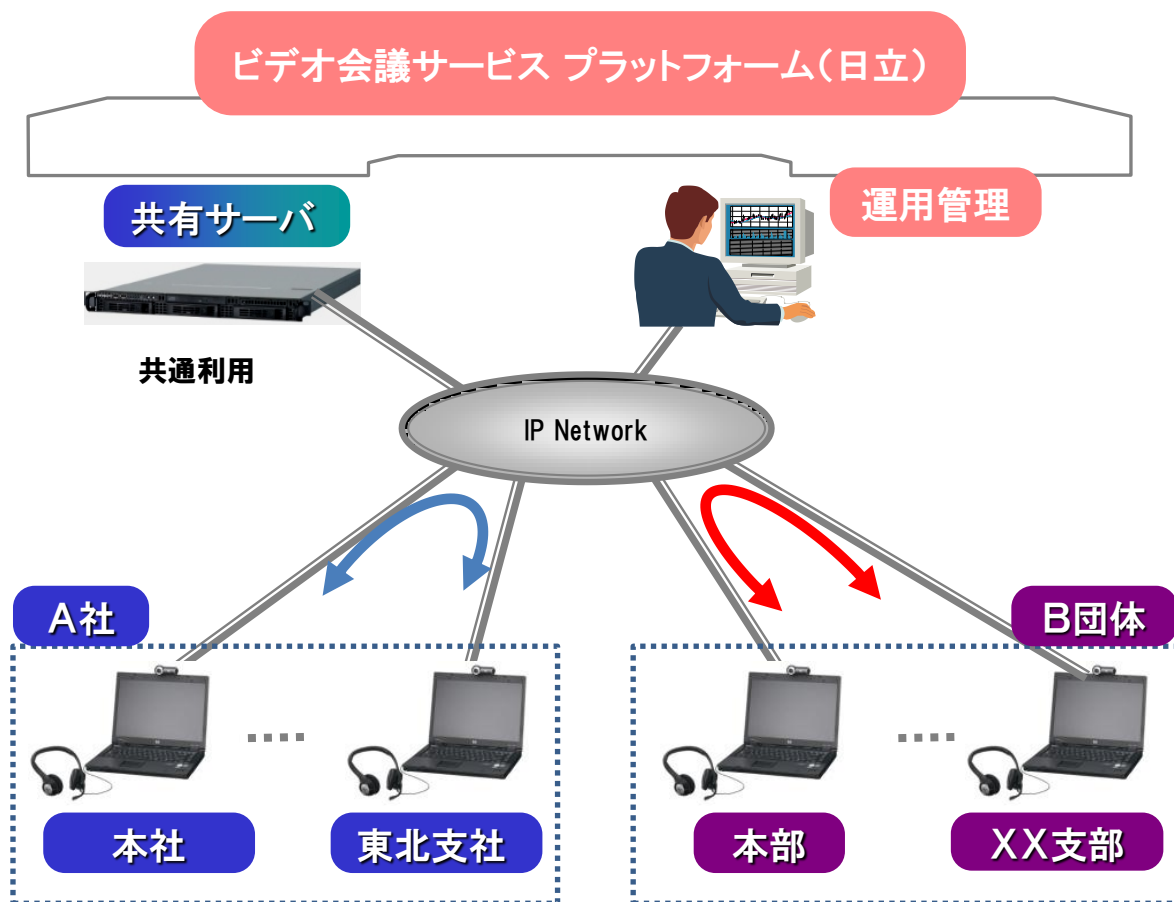 ビデオ会議サービス プラットフォーム（日立）
共有サーバ
運用管理
共通利用
IP Network
A社
B団体
本社
東北支社
本部
XX支部